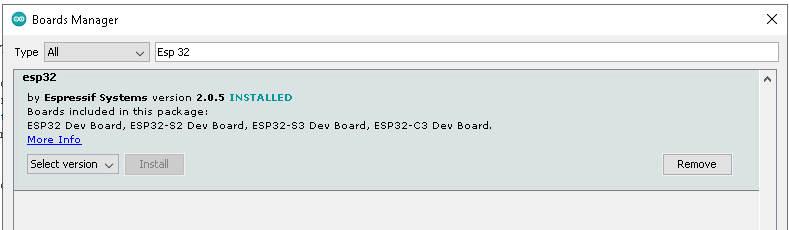 Boards Manager
Type All Esp 32
esp32
by Espressif Systems version 2.0.5 INSTALLED
Boards included in this package:
ESP32 Dev Board, ESP32-S2 Dev Board, ESP32-S3 Dev Board, ESP32-C3 Dev Board.
More Info
Select version Install Remove